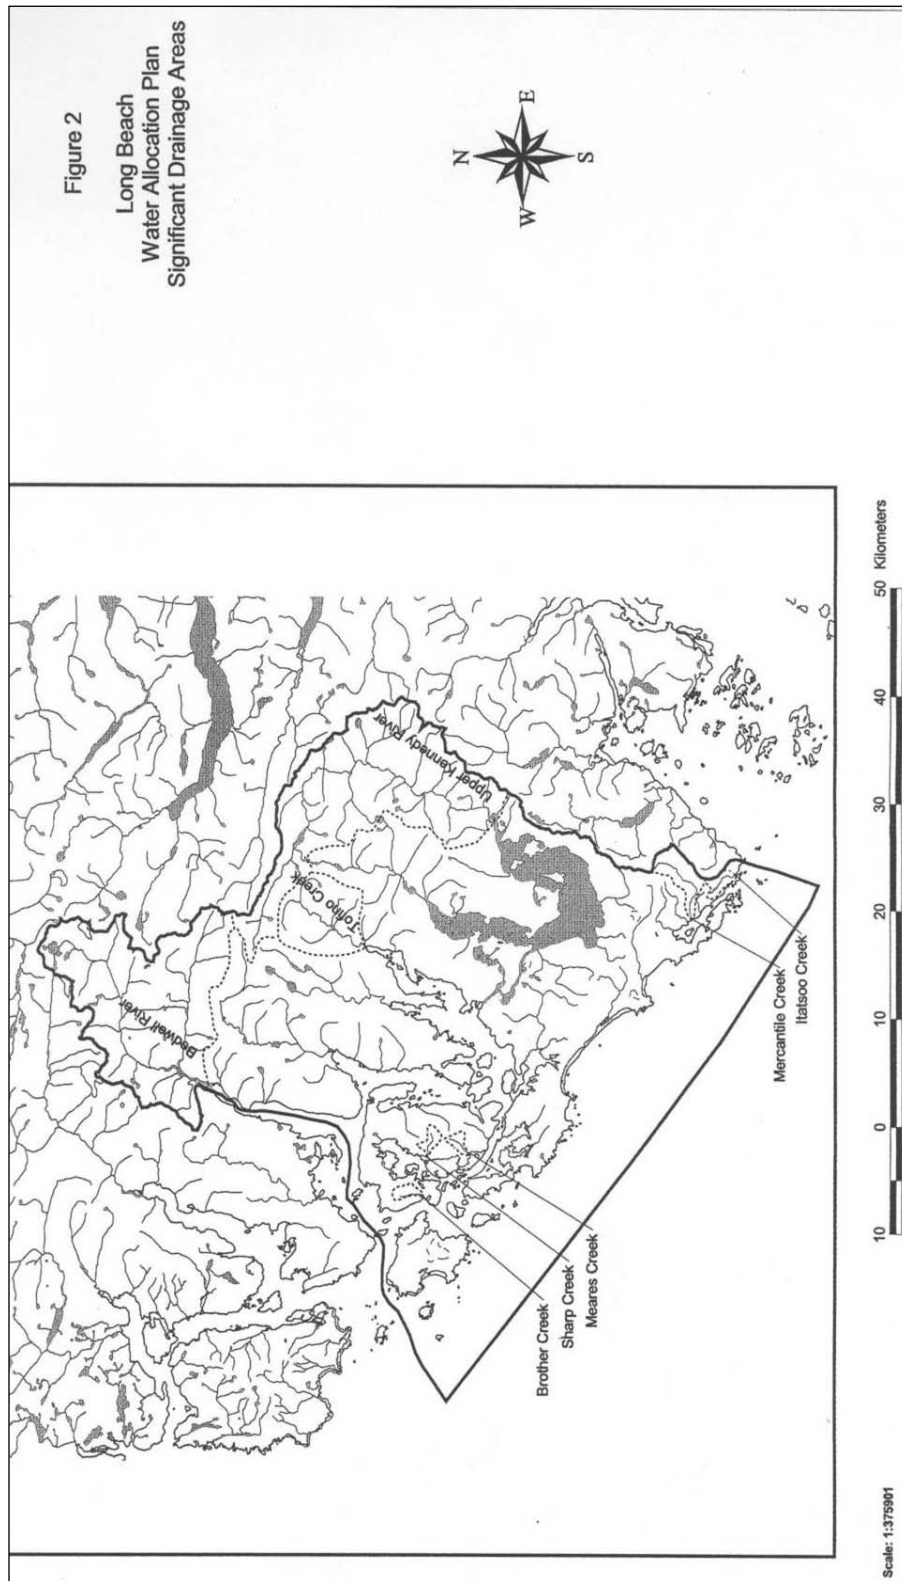 Figure 2
Long Beach
Water Allocation Plan
Significant Drainage Areas
N
W
E
S
Bedwell River
Tofino Creek
Upper Kennedy River
Brother Creek
Sharp Creek
Meares Creek
Mercantile Creek
Itatsoo Creek
10 0 10 20 30 40 50 Kilometers
Scale: 1:375901